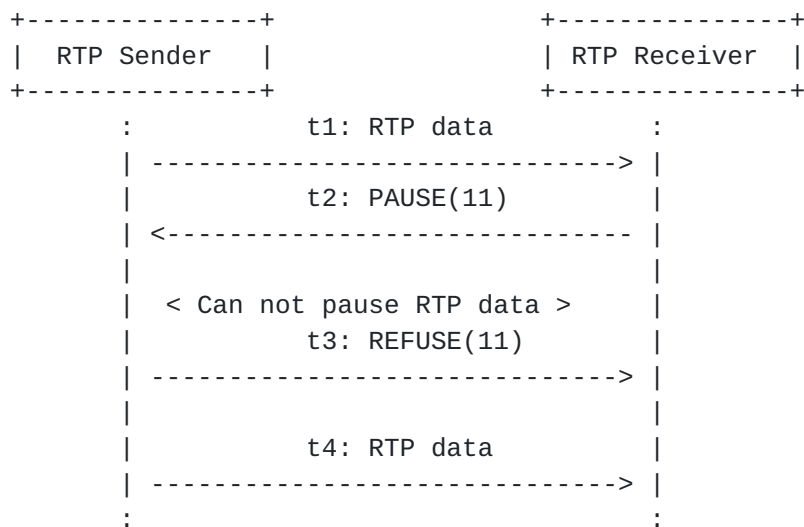 RTP Sender RTP Receiver
t1: RTP data
t2: PAUSE(11)
< Can not pause RTP data >
t3: REFUSE(11)
t4: RTP data